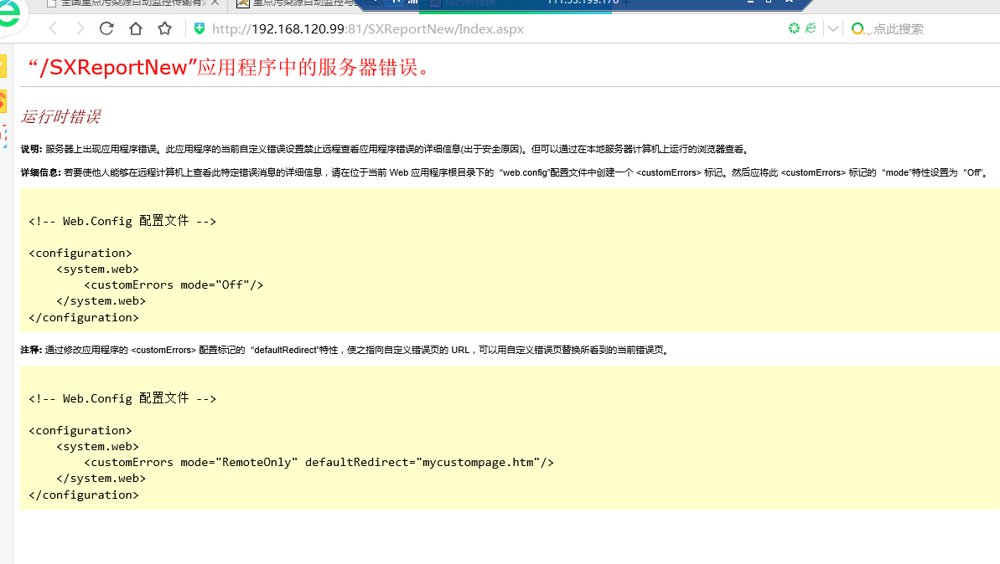 http://192.168.120.99:81/SXReportNew/Index.aspx
点此搜索
“/SXReportNew”应用程序中的服务器错误。
运行时错误
说明: 服务器上出现应用程序错误。此应用程序的当前自定义错误设置禁止远程查看应用程序错误的详细信息(出于安全原因)。但可以通过在本地服务器计算机上运行的浏览器查看。
详细信息: 若要使他人能够在远程计算机上查看此特定错误消息的详细信息，请在位于当前 Web 应用程序根目录下的“web.config”配置文件中创建一个 <customErrors> 标记。然后应将此 <customErrors> 标记的“mode”特性设置为“Off”。
<!-- Web.Config 配置文件 -->
<configuration>
    <system.web>
        <customErrors mode="Off"/>
    </system.web>
</configuration>
注释: 通过修改应用程序的 <customErrors> 配置标记的“defaultRedirect”特性，使之指向自定义错误页的 URL，可以用自定义错误页替换所看到的当前错误页。
<!-- Web.Config 配置文件 -->
<configuration>
    <system.web>
        <customErrors mode="RemoteOnly" defaultRedirect="mycustompage.htm"/>
    </system.web>
</configuration>